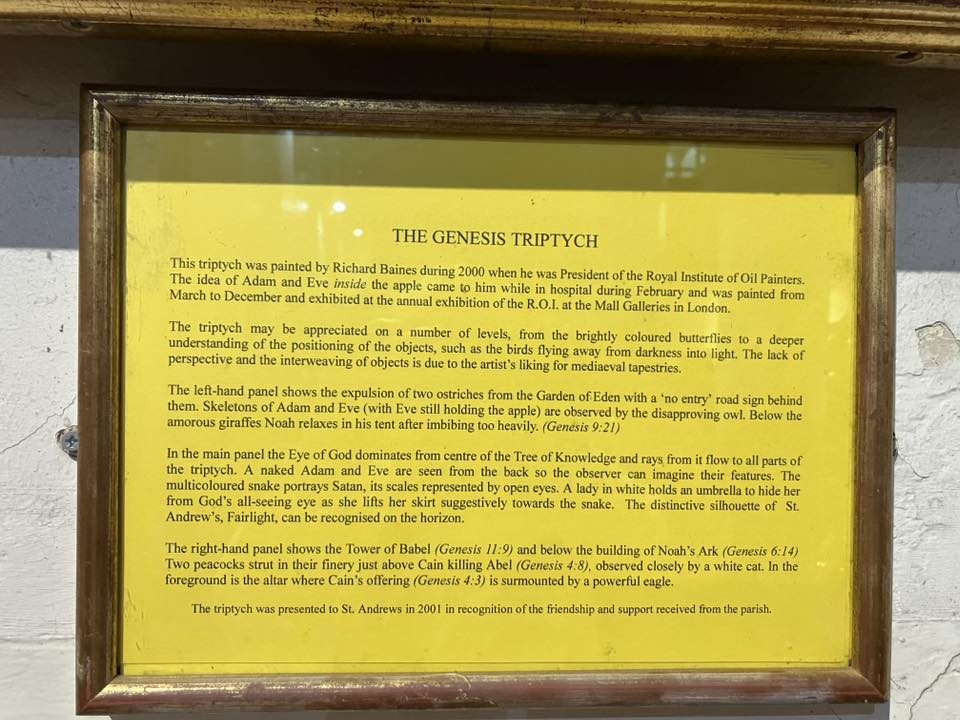 THE GENESIS TRIPTYCH
This triptych was painted by Richard Baines during 2000 when he was President of the Royal Institute of Oil Painters.
The idea of Adam and Eve inside the apple came to him while in hospital during February and was painted from
March to December and exhibited at the annual exhibition of the R.O.I. at the Mall Galleries in London.
The triptych may be appreciated on a number of levels, from the brightly coloured butterflies to a deeper
understanding of the positioning of the objects, such as the birds flying away from darkness into light. The lack of
perspective and the interweaving of objects is due to the artist's liking for mediaeval tapestries.
The left-hand panel shows the expulsion of two ostriches from the Garden of Eden with a 'no entry' road sign behind
them. Skeletons of Adam and Eve (with Eve still holding the apple) are observed by the disapproving owl. Below the
amorous giraffes Noah relaxes in his tent after imbibing too heavily. (Genesis 9:21)
In the main panel the Eye of God dominates from centre of the Tree of Knowledge and rays from it flow to all parts of
the triptych. A naked Adam and Eve are seen from the back so the observer can imagine their features. The
multicoloured snake portrays Satan, its scales represented by open eyes. A lady in white holds an umbrella to hide her
from God's all-seeing eye as she lifts her skirt suggestively towards the snake. The distinctive silhouette of St.
Andrew's, Fairlight, can be recognised on the horizon.
The right-hand panel shows the Tower of Babel (Genesis 11:9) and below the building of Noah's Ark (Genesis 6:14)
Two peacocks strut in their finery just above Cain killing Abel (Genesis 4:8), observed closely by a white cat. In the
foreground is the altar where Cain's offering (Genesis 4:3) is surmounted by a powerful eagle.
The triptych was presented to St. Andrews in 2001 in recognition of the friendship and support received from the parish.